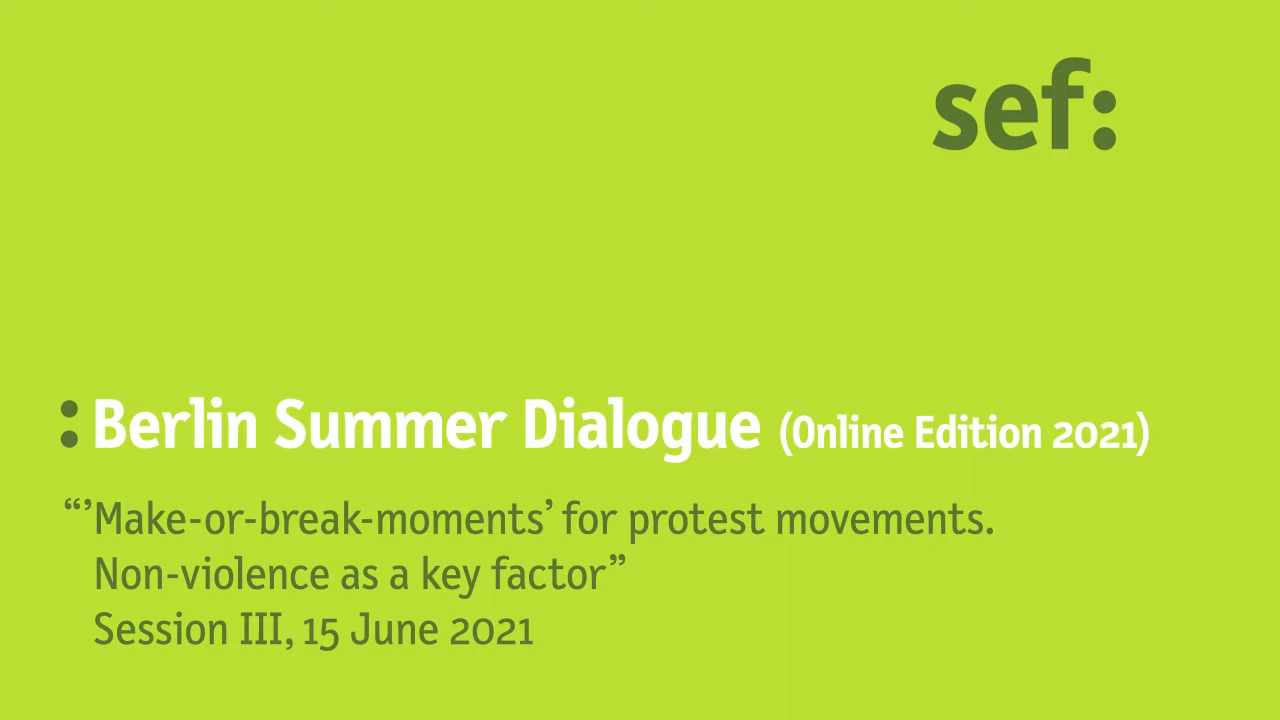 sef:
: Berlin Summer Dialogue (Online Edition 2021)
“’Make-or-break-moments’ for protest movements.
Non-violence as a key factor”
Session III, 15 June 2021